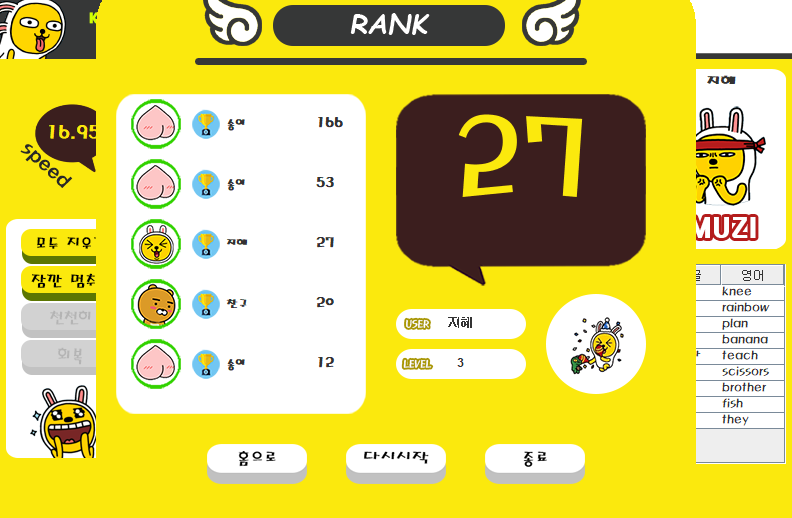 K
RANK
지혜
16.95
speed
송이 166
송이 53
지혜 27
친구 20
송이 12
27
USER 지혜
LEVEL 3
MUZI
영어
knee
rainbow
plan
banana
teach
scissors
brother
fish
they
모두 지우
잠깐 멈추
천천히
회복
홈으로
다시시작
종료